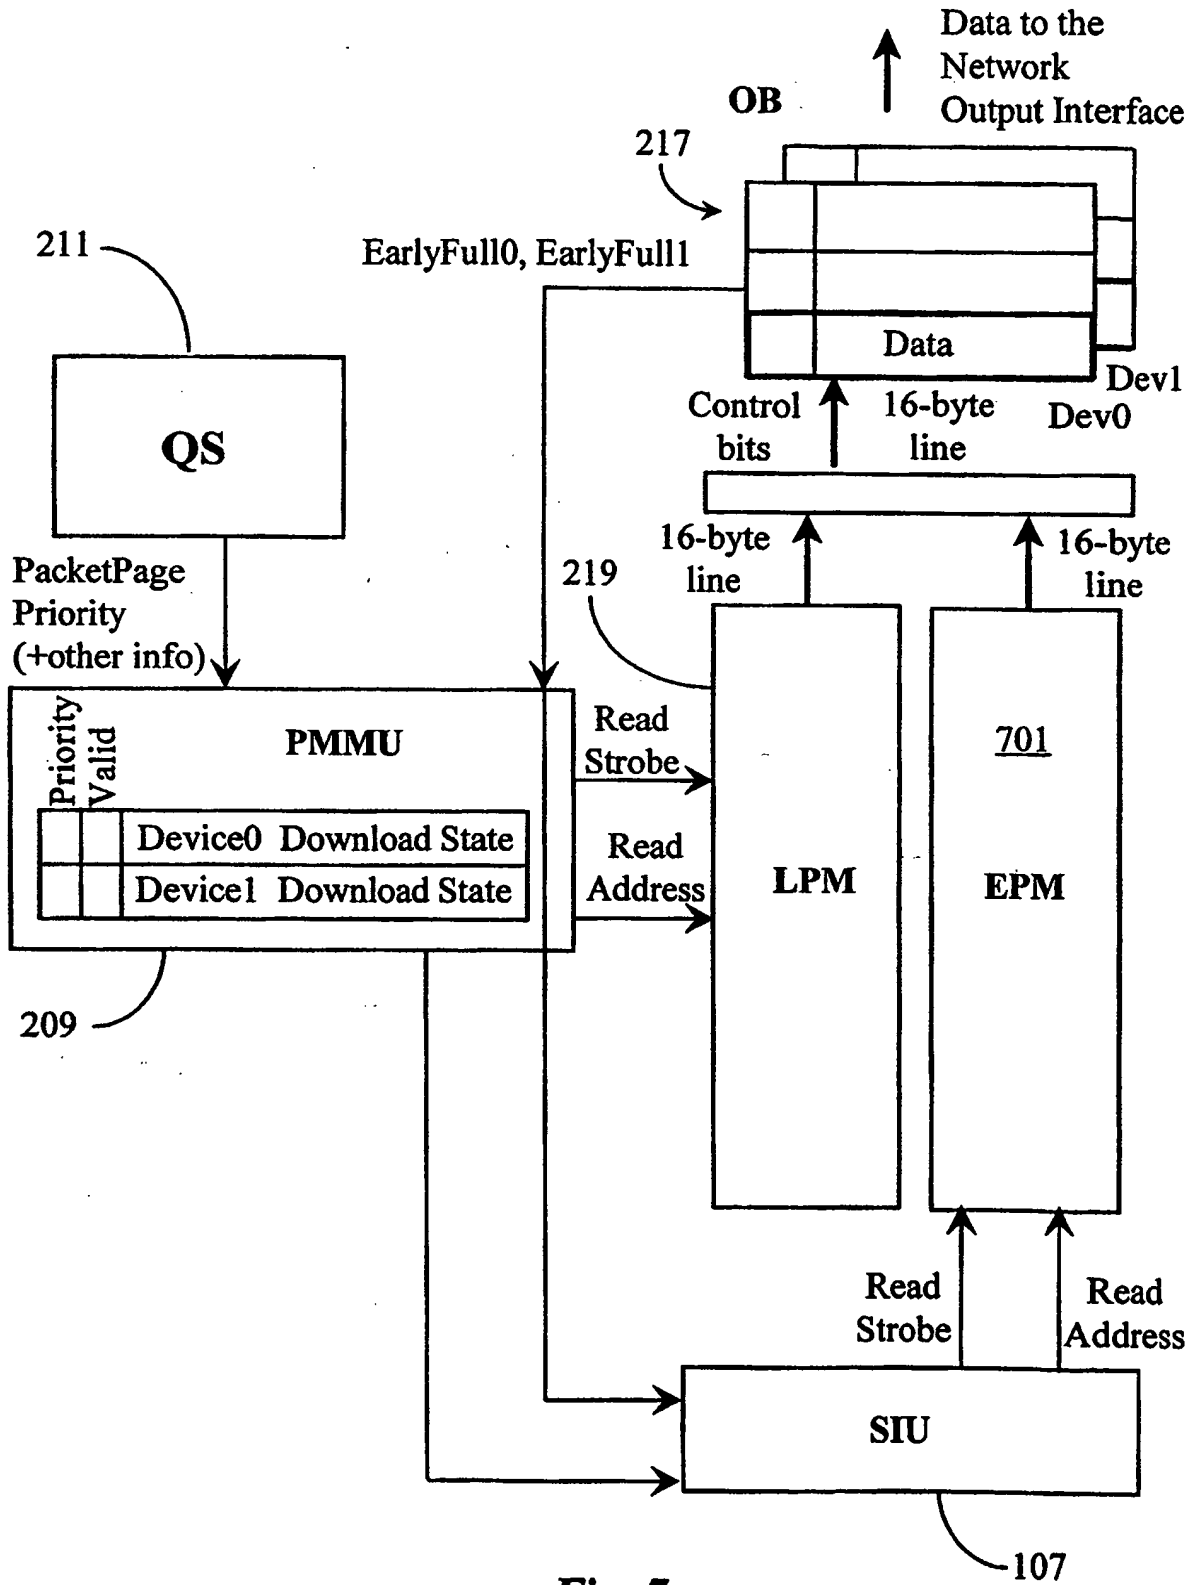 Data to the
Network
Output Interface
OB
217
211
EarlyFull0, EarlyFull1
Data
Dev1
Dev0
Control
bits
16-byte
line
QS
16-byte
line
16-byte
line
219
PacketPage
Priority
(+other info)
Priority
Valid
PMMU
Read
Strobe
701
Device0 Download State
Device1 Download State
Read
Address
LPM
EPM
209
Read
Strobe
Read
Address
SIU
107